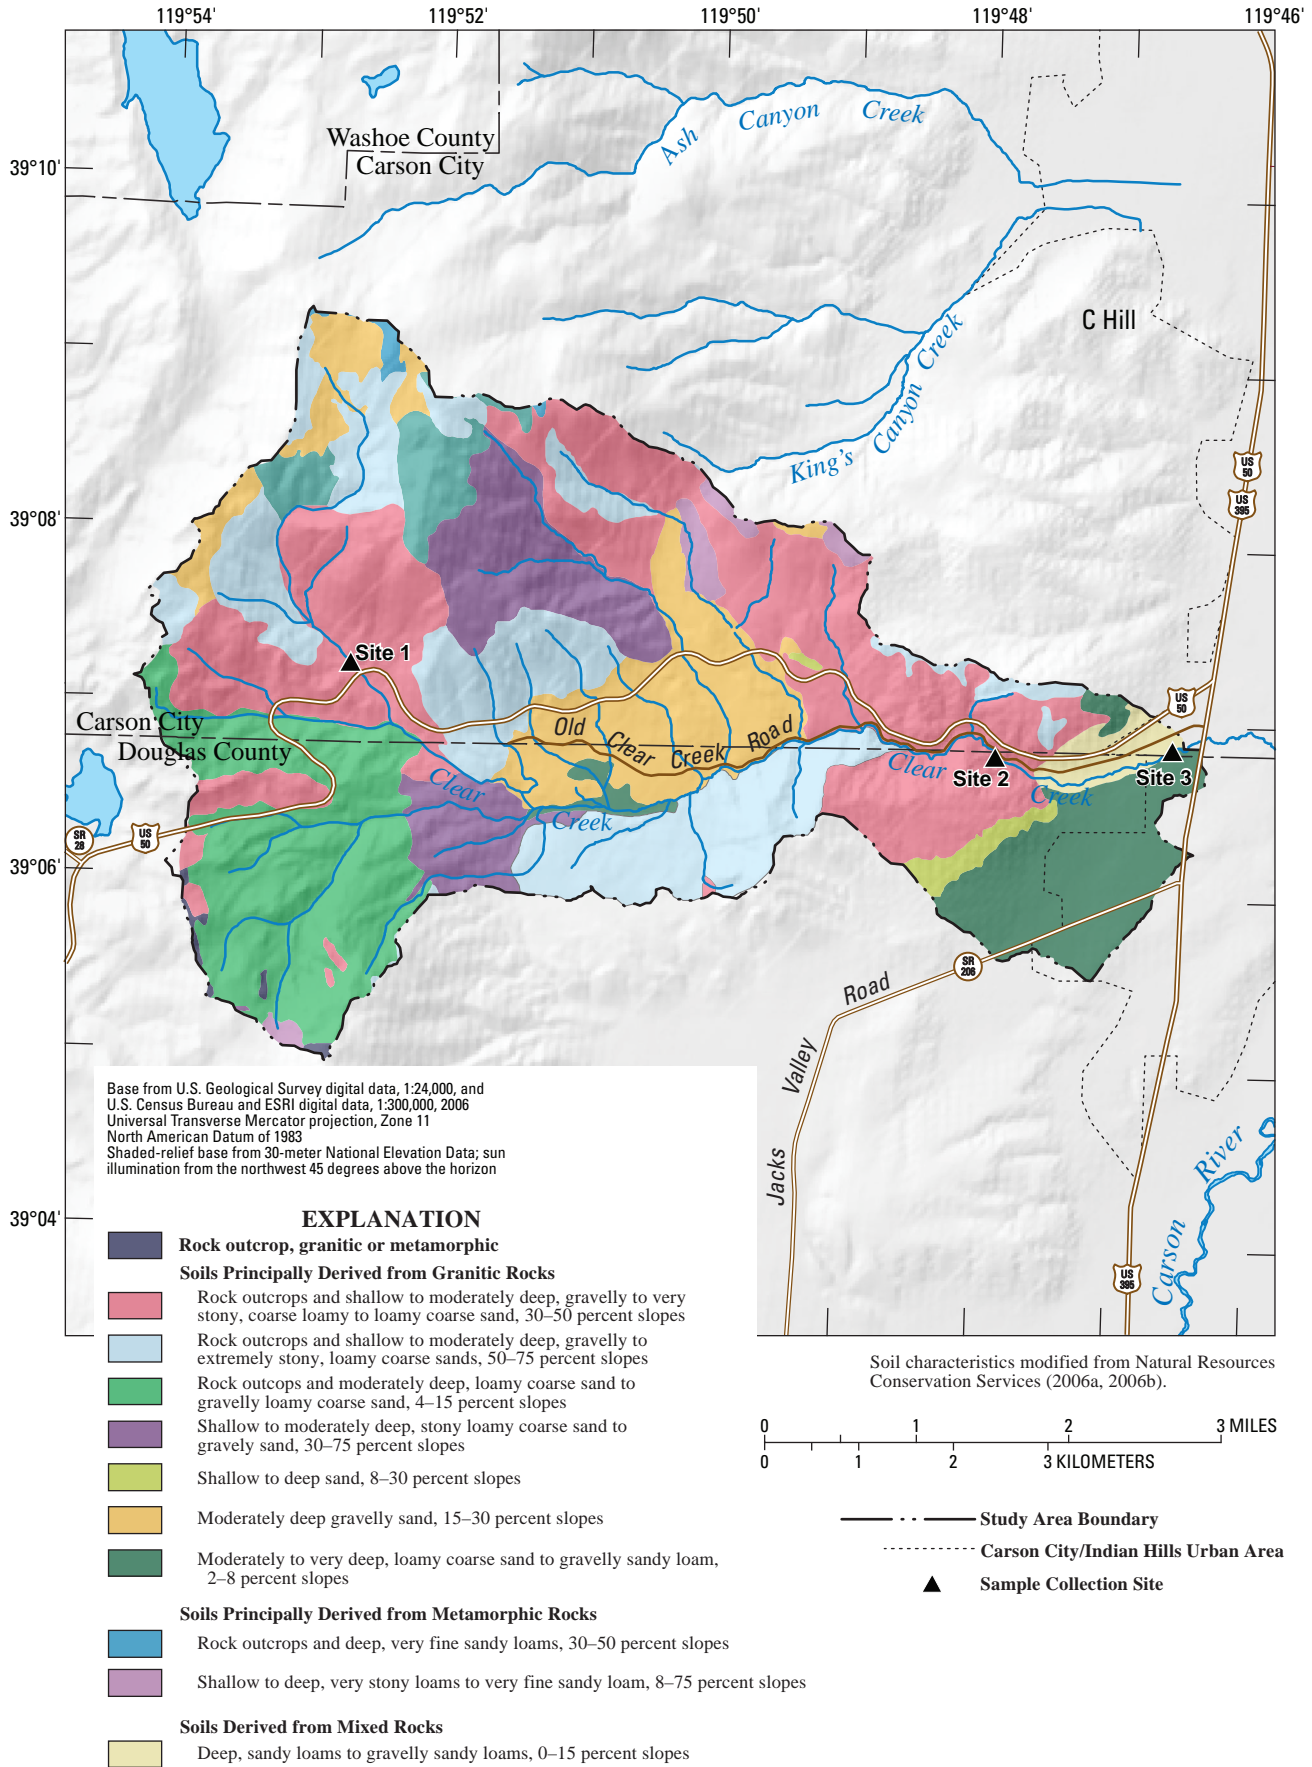 119°54'
119°52'
119°50'
119°48'
119°46'
39°10'
39°08'
39°06'
39°04'
Washoe County
Carson City
Ash Canyon Creek
C Hill
King's Canyon Creek
US 50
US 395
Site 1
Carson City
Douglas County
Old Clear Creek Road
US 50
Clear Creek
Clear Creek
Site 2
Site 3
SR 28
US 50
SR 206
Jacks Valley Road
US 395
Carson River
Base from U.S. Geological Survey digital data, 1:24,000, and
U.S. Census Bureau and ESRI digital data, 1:300,000, 2006
Universal Transverse Mercator projection, Zone 11
North American Datum of 1983
Shaded-relief base from 30-meter National Elevation Data; sun
illumination from the northwest 45 degrees above the horizon
EXPLANATION
Rock outcrop, granitic or metamorphic
Soils Principally Derived from Granitic Rocks
Rock outcrops and shallow to moderately deep, gravelly to very
stony, coarse loamy to loamy coarse sand, 30–50 percent slopes
Rock outcrops and shallow to moderately deep, gravelly to
extremely stony, loamy coarse sands, 50–75 percent slopes
Rock outcops and moderately deep, loamy coarse sand to
gravelly loamy coarse sand, 4–15 percent slopes
Shallow to moderately deep, stony loamy coarse sand to
gravely sand, 30–75 percent slopes
Shallow to deep sand, 8–30 percent slopes
Moderately deep gravelly sand, 15–30 percent slopes
Moderately to very deep, loamy coarse sand to gravelly sandy loam,
2–8 percent slopes
Soils Principally Derived from Metamorphic Rocks
Rock outcrops and deep, very fine sandy loams, 30–50 percent slopes
Shallow to deep, very stony loams to very fine sandy loam, 8–75 percent slopes
Soils Derived from Mixed Rocks
Deep, sandy loams to gravelly sandy loams, 0–15 percent slopes
Soil characteristics modified from Natural Resources
Conservation Services (2006a, 2006b).
0 1 2 3 MILES
0 1 2 3 KILOMETERS
Study Area Boundary
Carson City/Indian Hills Urban Area
Sample Collection Site